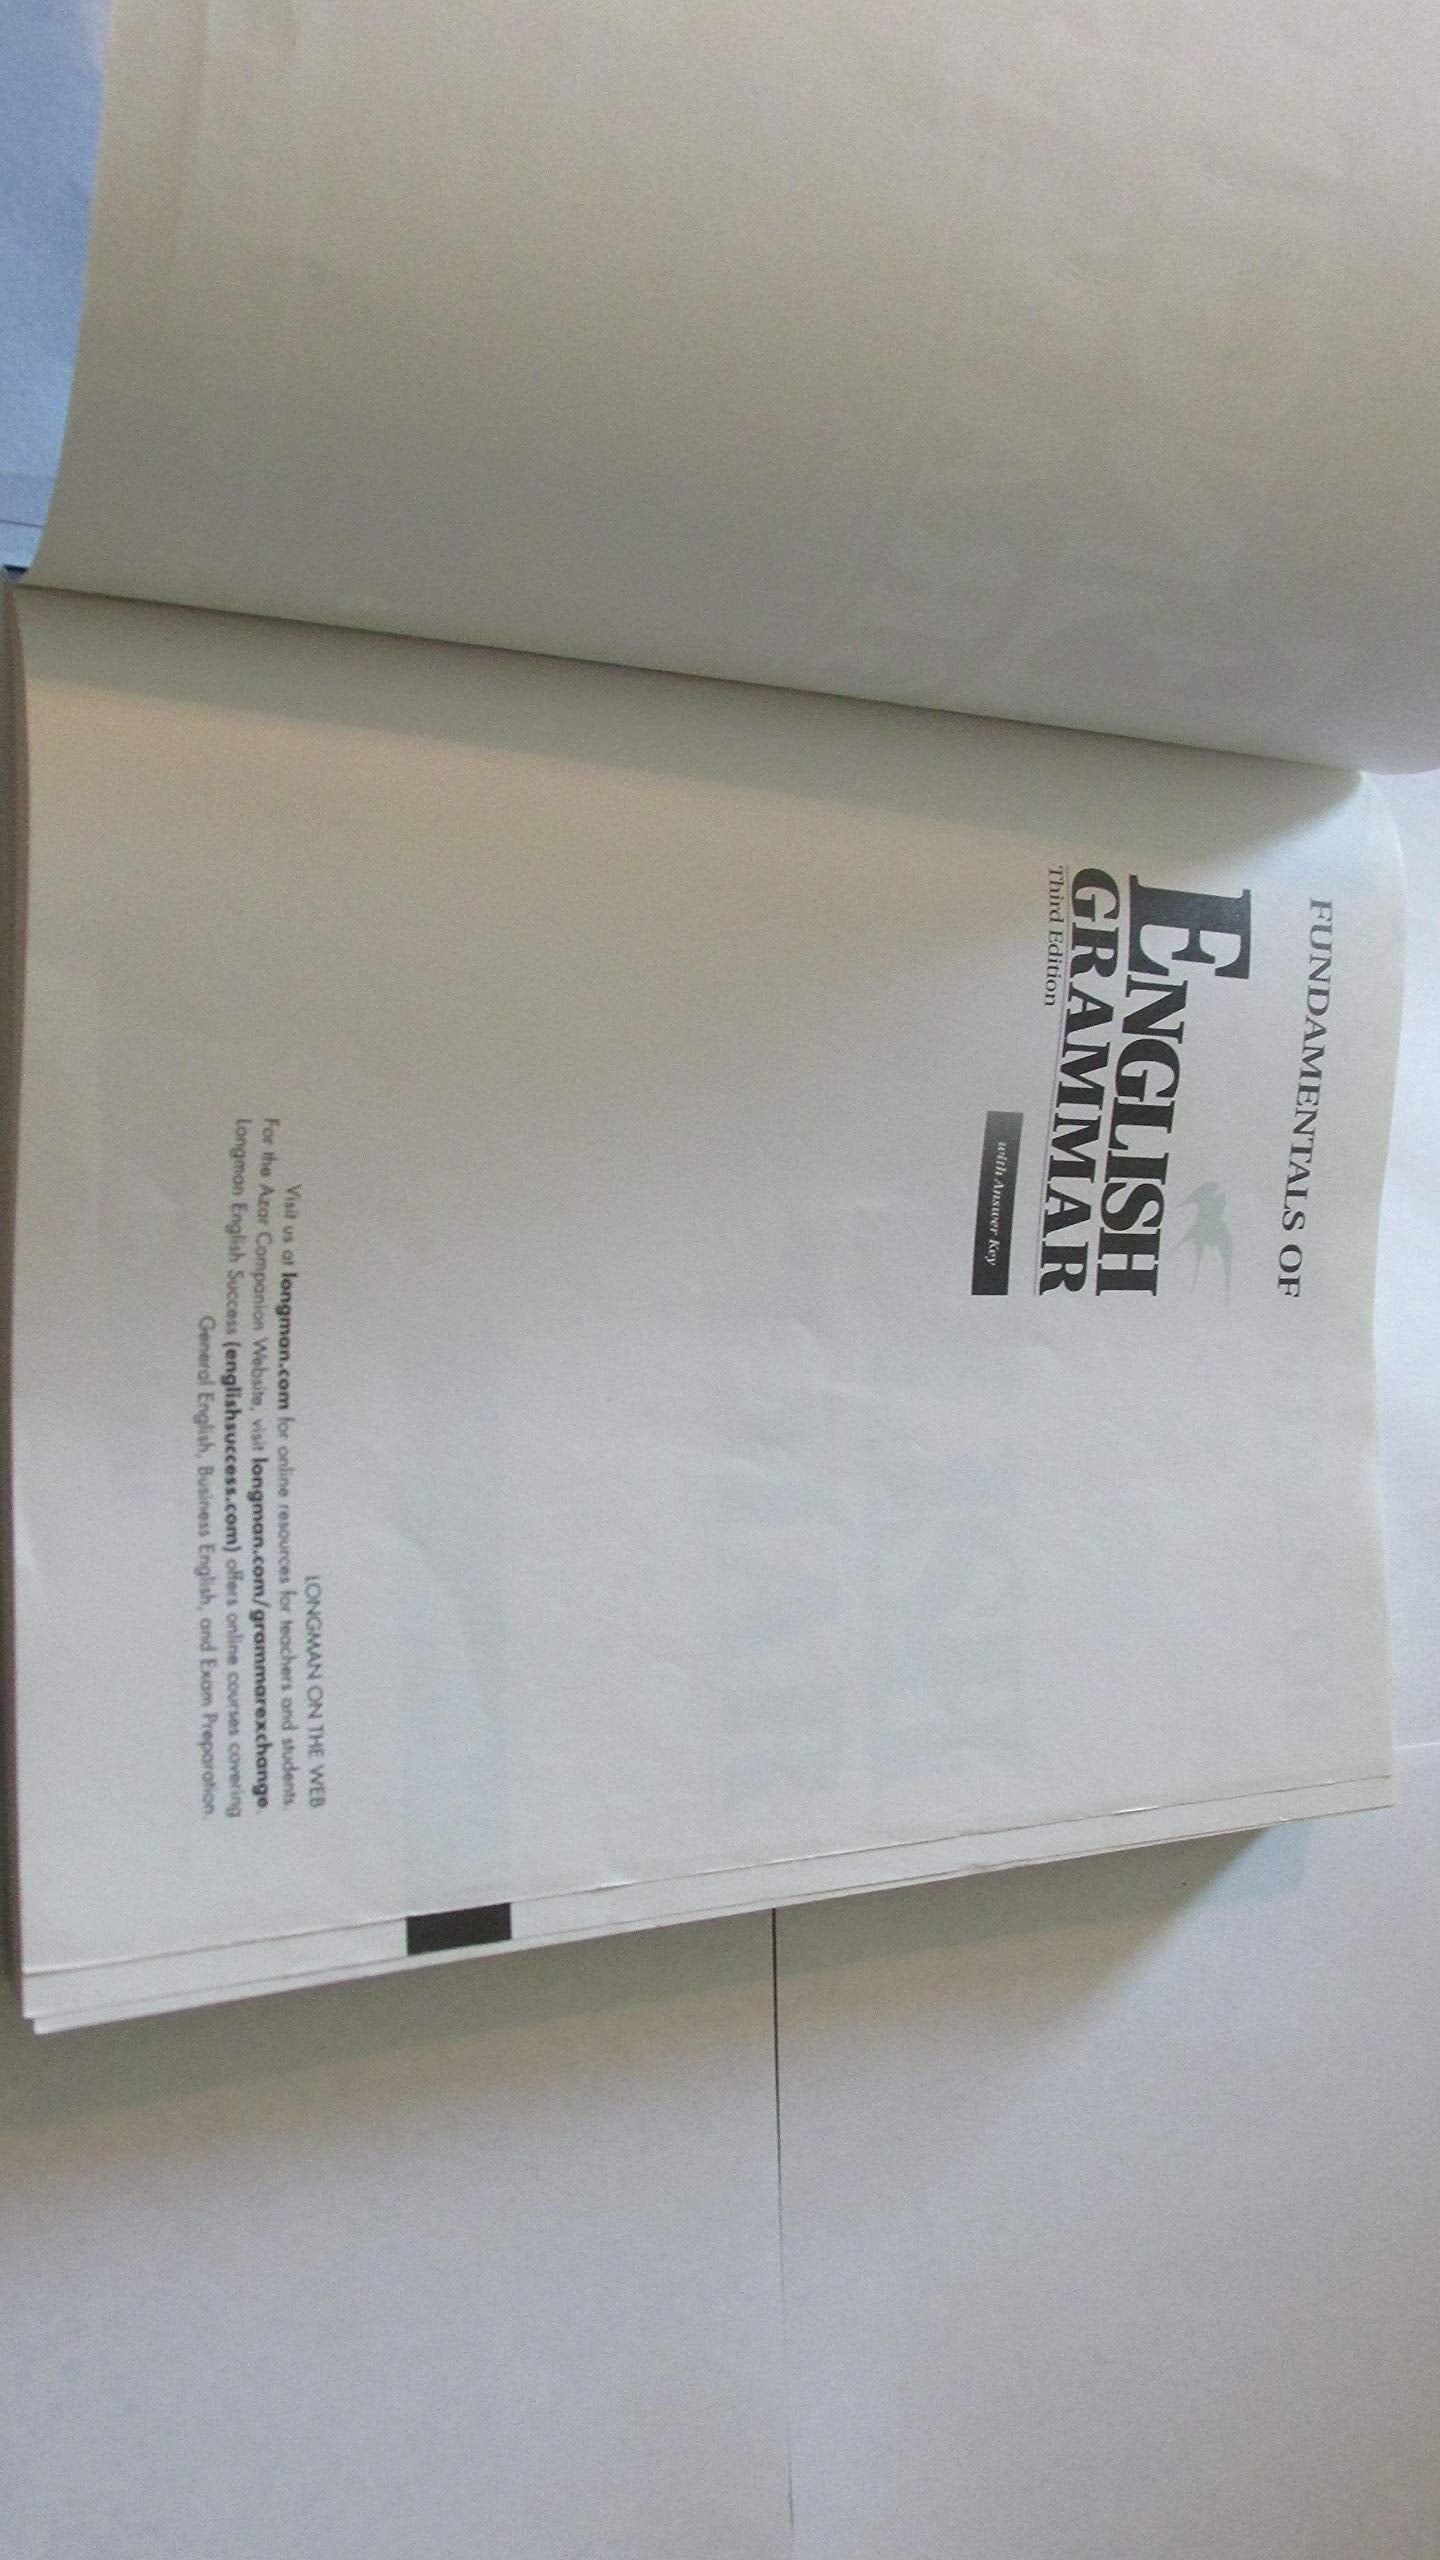 FUNDAMENTALS OF
ENGLISH
GRAMMAR
Third Edition
with Answer Key
LONGMAN ON THE WEB
Visit us at longman.com for online resources for teachers and students.
For the Azar Companion Website, visit longman.com/grammarexchange.
Longman English Success (englishsuccess.com) offers online courses covering
General English, Business English, and Exam Preparation.